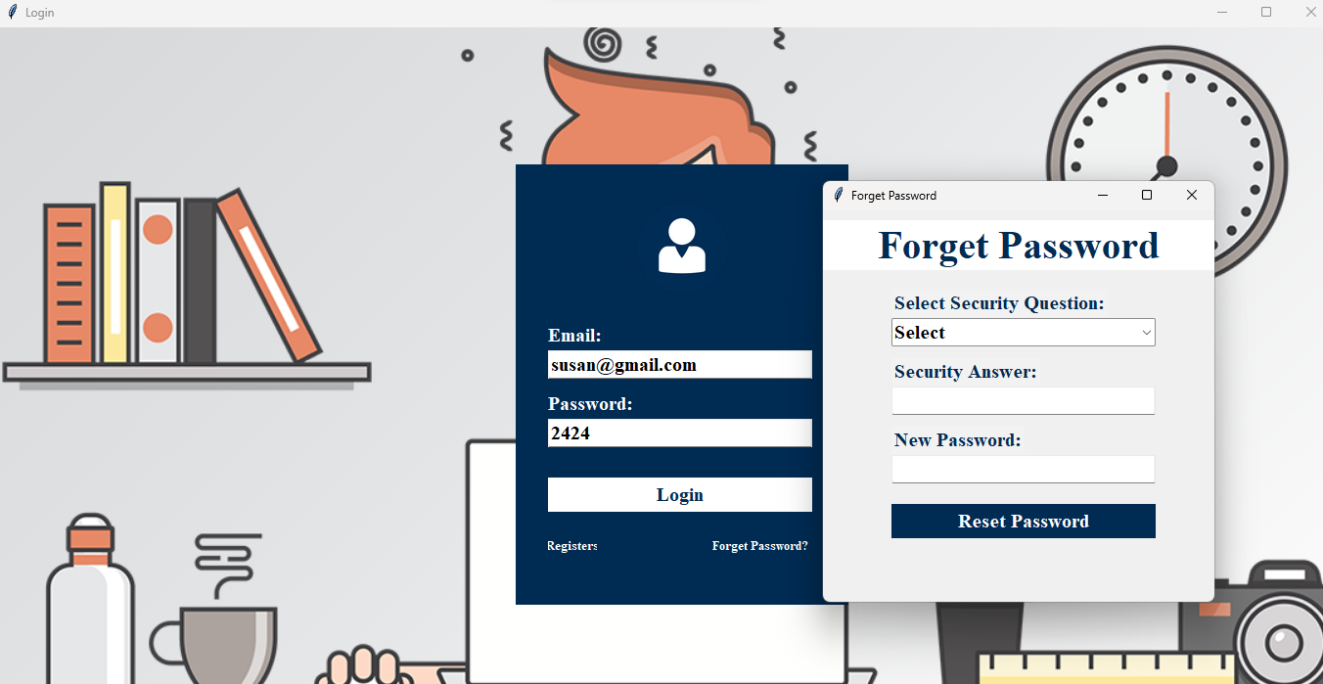 Login
Email:
susan@gmail.com
Password:
2424
Login
Registers
Forget Password?
Forget Password
Forget Password
Select Security Question:
Select
Security Answer:
New Password:
Reset Password